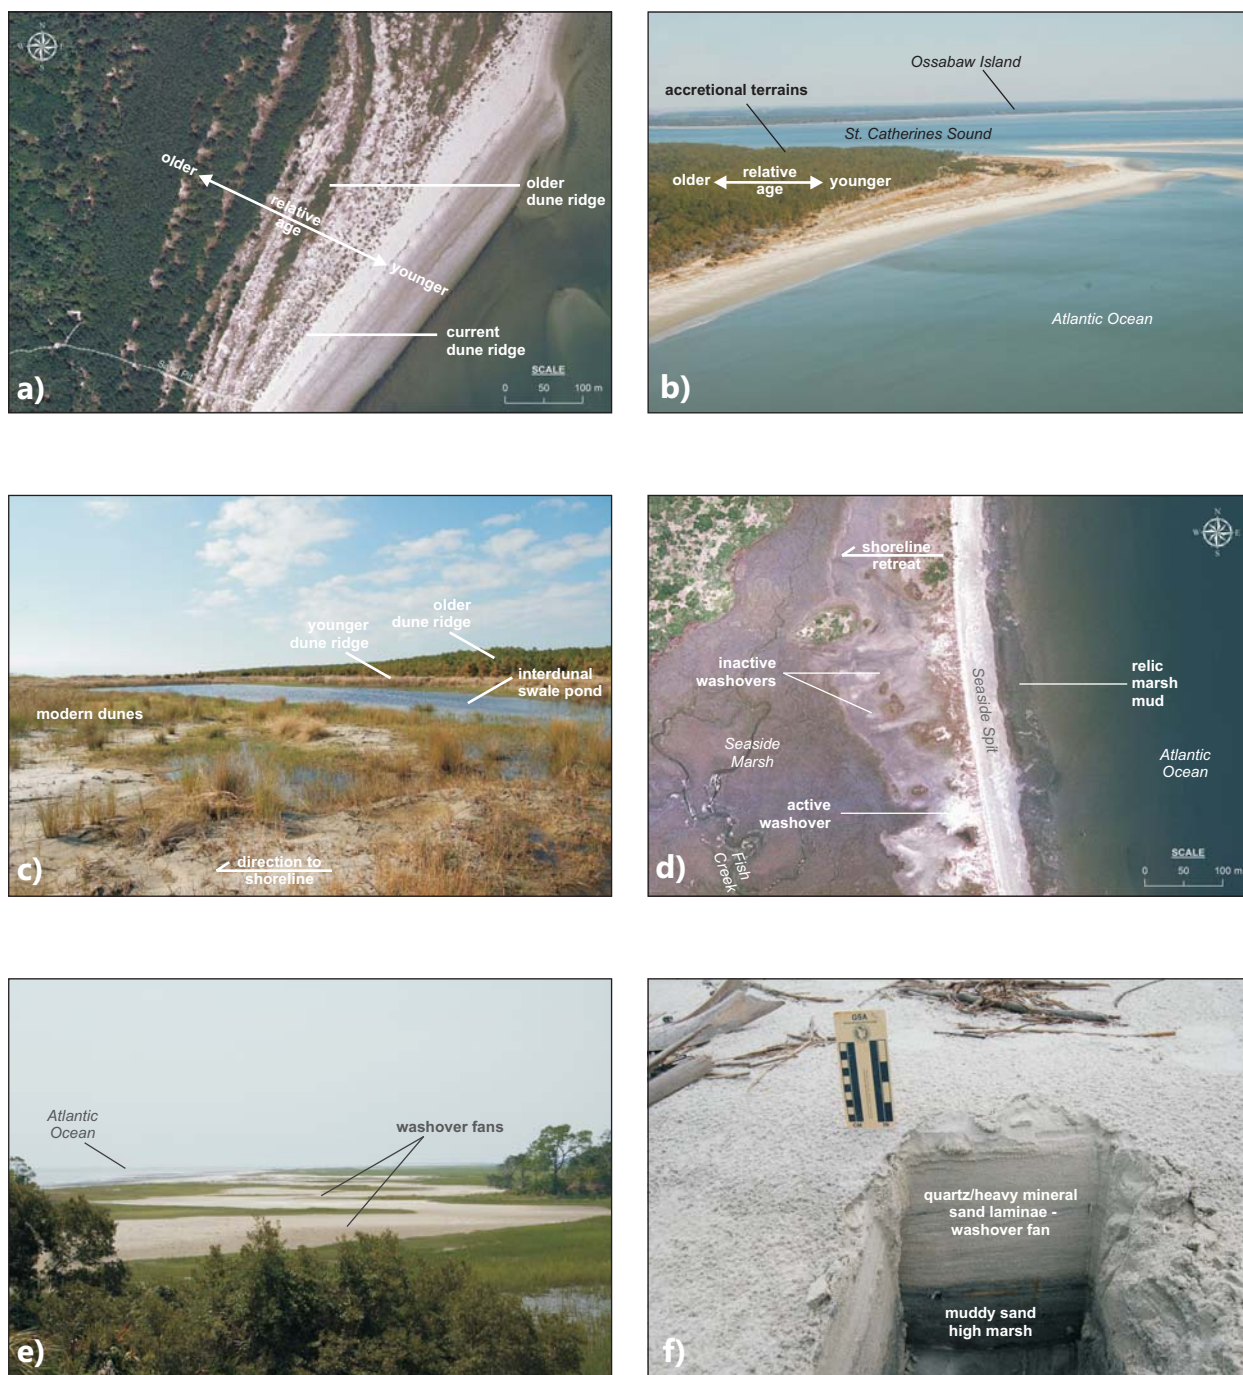 N
W
E
S
older
relative
age
younger
older
dune ridge
current
dune ridge
Sand Pit
SCALE
0 50 100 m
a)
Ossabaw Island
accretional terrains
St. Catherines Sound
older
relative
age
younger
Atlantic Ocean
b)
older
dune ridge
younger
dune ridge
interdunal
swale pond
modern dunes
direction to
shoreline
c)
N
W
E
S
shoreline
retreat
inactive
washovers
relic
marsh
mud
Seaside Spit
Seaside
Marsh
Atlantic
Ocean
active
washover
Fish
Creek
SCALE
0 50 100 m
d)
Atlantic
Ocean
washover fans
e)
GSA
quartz/heavy mineral
sand laminae -
washover fan
muddy sand
high marsh
f)